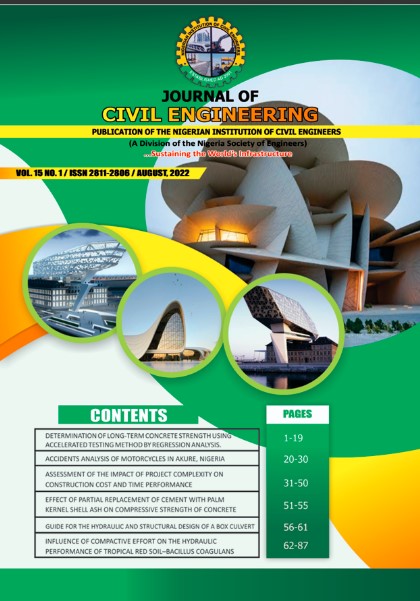 JOURNAL OF
CIVIL ENGINEERING
PUBLICATION OF THE NIGERIAN INSTITUTION OF CIVIL ENGINEERS
(A Division of the Nigeria Society of Engineers)
...Sustaining the World's Infrastructure
VOL. 15 NO. 1 / ISSN 2811-2806 / AUGUST, 2022
CONTENTS
PAGES
DETERMINATION OF LONG-TERM CONCRETE STRENGTH USING
ACCELERATED TESTING METHOD BY REGRESSION ANALYSIS.
1-19
ACCIDENTS ANALYSIS OF MOTORCYCLES IN AKURE, NIGERIA
20-30
ASSESSMENT OF THE IMPACT OF PROJECT COMPLEXITY ON
CONSTRUCTION COST AND TIME PERFORMANCE
31-50
EFFECT OF PARTIAL REPLACEMENT OF CEMENT WITH PALM
KERNEL SHELL ASH ON COMPRESSIVE STRENGTH OF CONCRETE
51-55
GUIDE FOR THE HYDRAULIC AND STRUCTURAL DESIGN OF A BOX CULVERT
56-61
INFLUENCE OF COMPACTIVE EFFORT ON THE HYDRAULIC
PERFORMANCE OF TROPICAL RED SOIL–BACILLUS COAGULANS
62-87